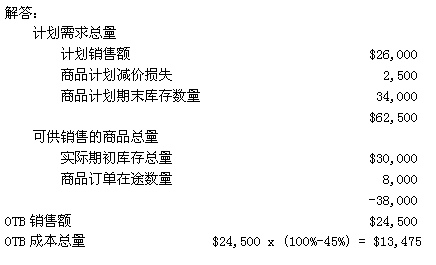 解答:
计划需求总量
计划销售额 $26,000
商品计划减价损失 2,500
商品计划期末库存数量 34,000
$62,500
可供销售的商品总量
实际期初库存总量 $30,000
商品订单在途数量 8,000
-38,000
OTB 销售额 $24,500
OTB 成本总量 $24,500 x (100%-45%) = $13,475